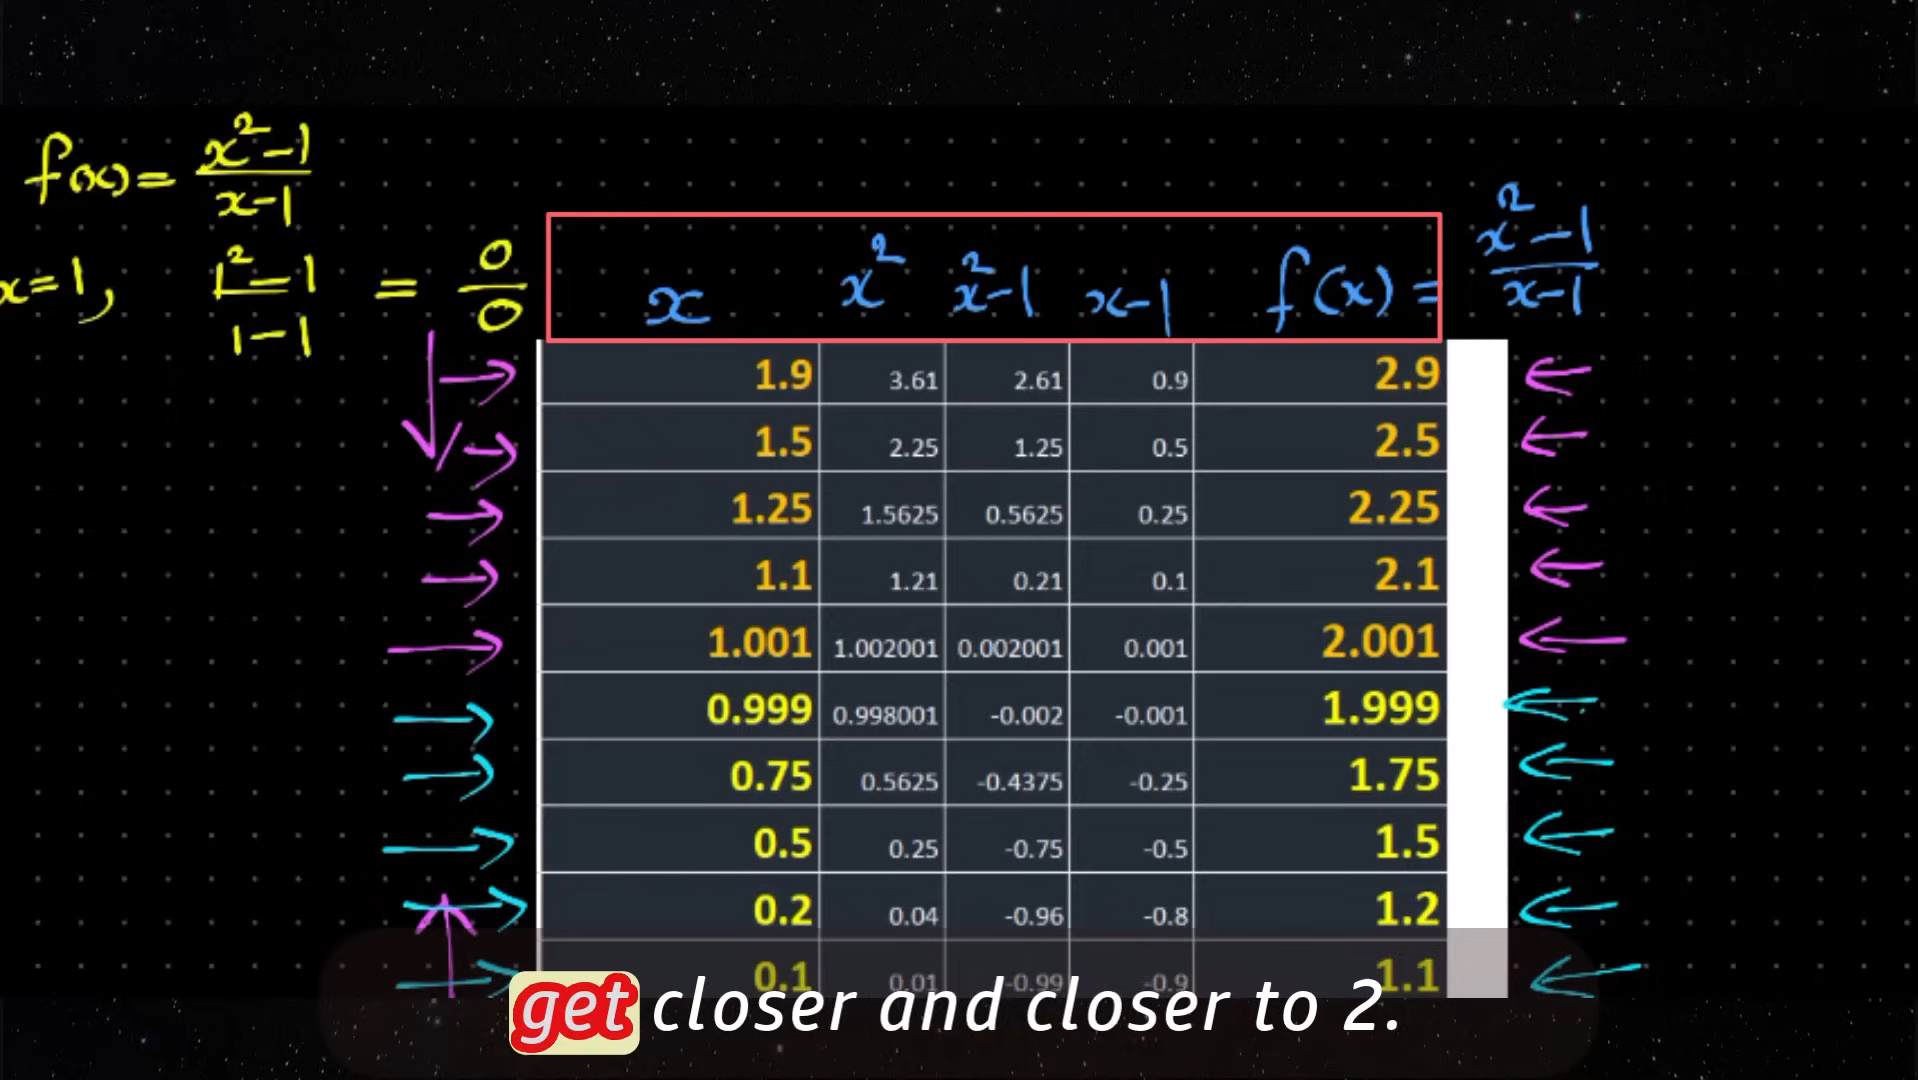 f(x) = x²-1 / x-1
x=1, 1²-1 / 1-1 = 0/0
x x² x²-1 x-1 f(x) = x²-1 / x-1
1.9 3.61 2.61 0.9 2.9
1.5 2.25 1.25 0.5 2.5
1.25 1.5625 0.5625 0.25 2.25
1.1 1.21 0.21 0.1 2.1
1.001 1.002001 0.002001 0.001 2.001
0.999 0.998001 -0.002 -0.001 1.999
0.75 0.5625 -0.4375 -0.25 1.75
0.5 0.25 -0.75 -0.5 1.5
0.2 0.04 -0.96 -0.8 1.2
0.1 0.01 -0.99 -0.9 1.1
get closer and closer to 2.